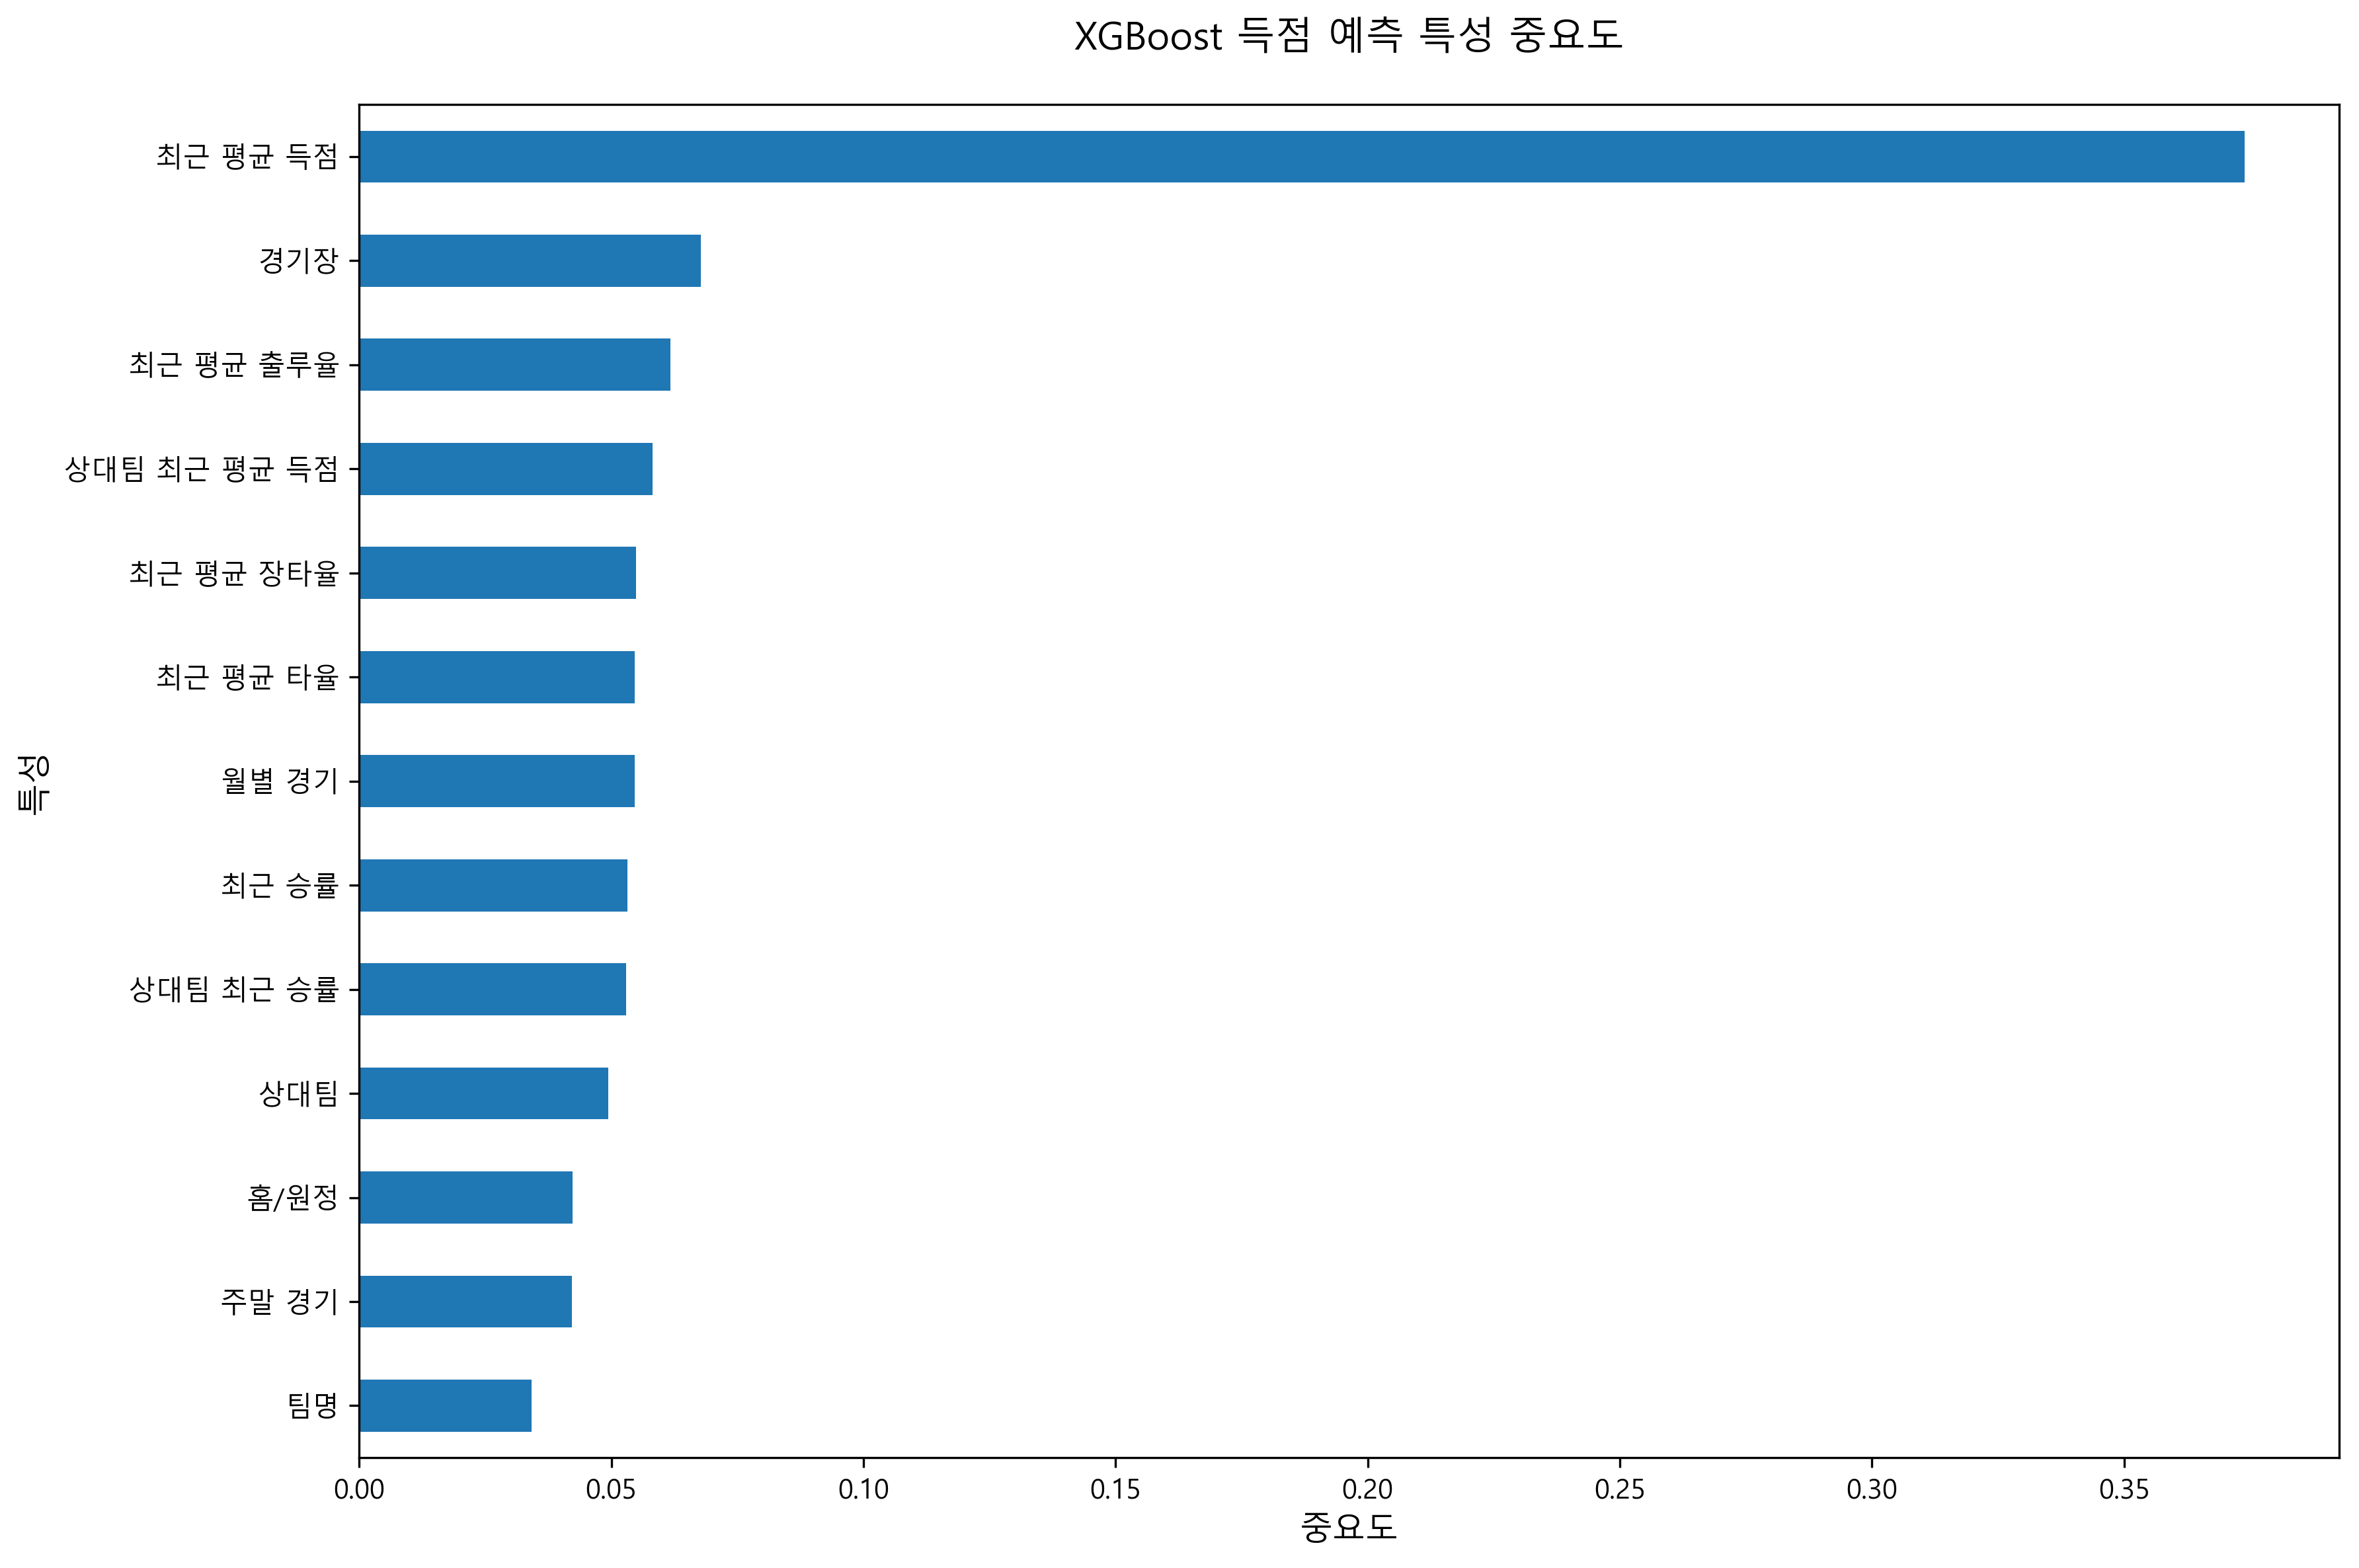 XGBoost 득점 예측 특성 중요도
최근 평균 득점
경기장
최근 평균 출루율
상대팀 최근 평균 득점
최근 평균 장타율
최근 평균 타율
월별 경기
최근 승률
상대팀 최근 승률
상대팀
홈/원정
주말 경기
팀명
특성
0.00 0.05 0.10 0.15 0.20 0.25 0.30 0.35
중요도